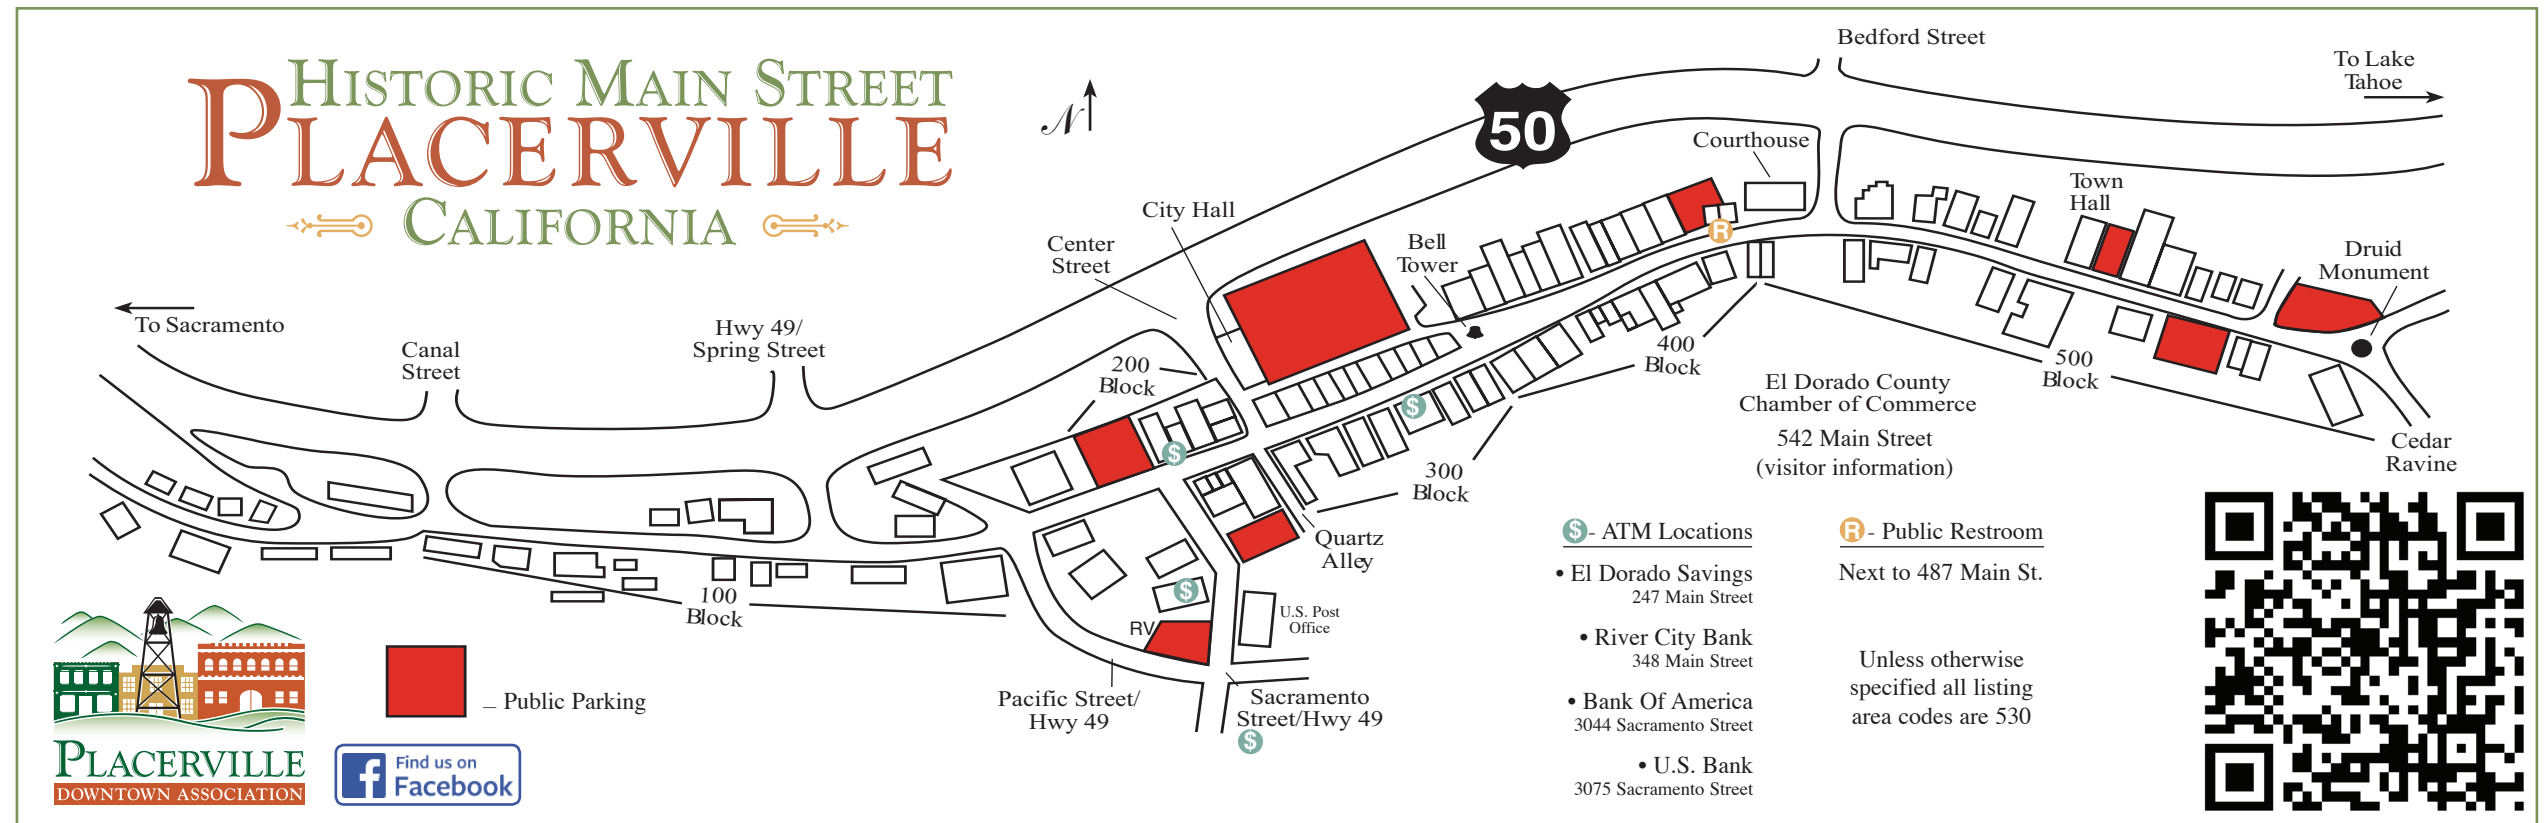 HISTORIC MAIN STREET
PLACERVILLE
CALIFORNIA
N
50
Bedford Street
To Lake
Tahoe
Courthouse
Town
Hall
City Hall
Center
Street
Bell
Tower
R
Druid
Monument
To Sacramento
Canal
Street
Hwy 49/
Spring Street
200
Block
400
Block
500
Block
$
$
El Dorado County
Chamber of Commerce
542 Main Street
(visitor information)
Cedar
Ravine
300
Block
Quartz
Alley
100
Block
$
U.S. Post
Office
RV
Pacific Street/
Hwy 49
Sacramento
Street/Hwy 49
$
$ - ATM Locations
• El Dorado Savings
247 Main Street
• River City Bank
348 Main Street
• Bank Of America
3044 Sacramento Street
• U.S. Bank
3075 Sacramento Street
R - Public Restroom
Next to 487 Main St.
Unless otherwise
specified all listing
area codes are 530
– Public Parking
PLACERVILLE
DOWNTOWN ASSOCIATION
f Find us on
Facebook